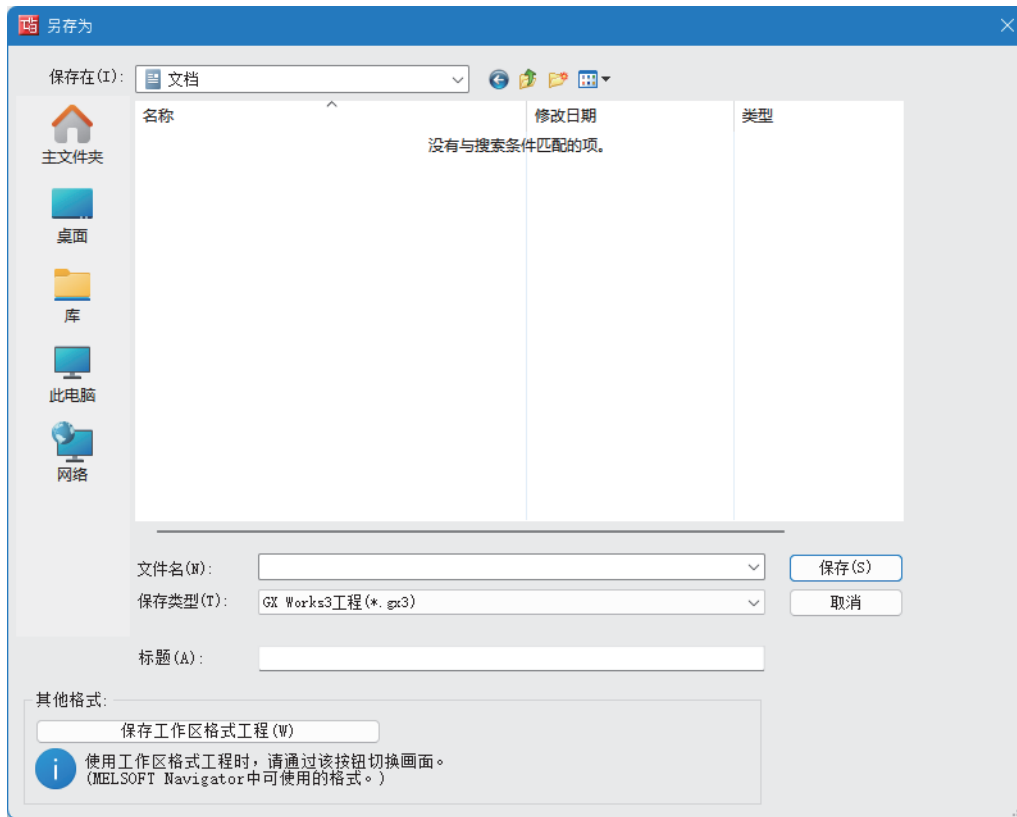 另存为
保存在(I):
文档
名称
修改日期
类型
没有与搜索条件匹配的项。
主文件夹
桌面
库
此电脑
网络
文件名(N):
保存(S)
保存类型(T):
GX Works3工程(*.gx3)
取消
标题(A):
其他格式:
保存工作区格式工程(W)
使用工作区格式工程时，请通过该按钮切换画面。
(MELSOFT Navigator中可使用的格式。)